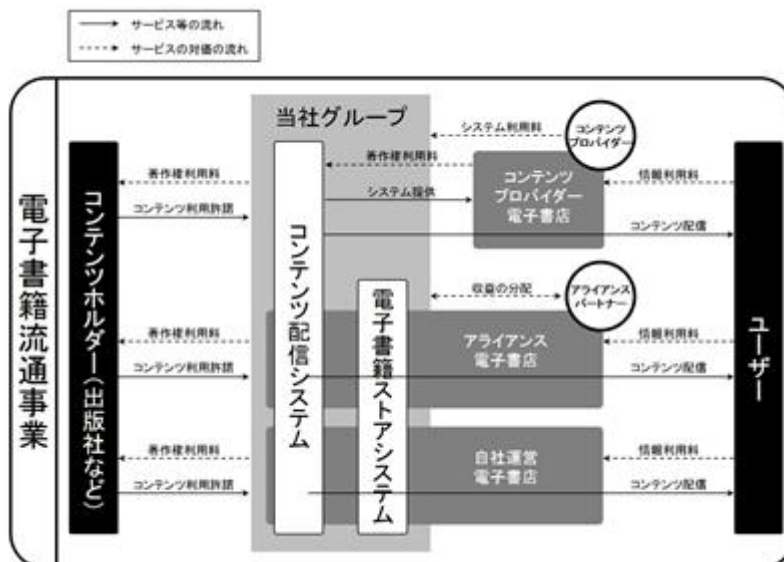 サービス等の流れ
サービスの対価の流れ
電子書籍流通事業
コンテンツホルダー(出版社など)
当社グループ
コンテンツ配信システム
電子書籍ストアシステム
ユーザー
システム利用料
コンテンツ
プロバイダー
著作権利用料
著作権利用料
コンテンツ
プロバイダー
電子書店
情報利用料
コンテンツ利用許諾
システム提供
コンテンツ配信
収益の分配
アライアンス
パートナー
著作権利用料
アライアンス
電子書店
情報利用料
コンテンツ利用許諾
コンテンツ配信
著作権利用料
自社運営
電子書店
情報利用料
コンテンツ利用許諾
コンテンツ配信